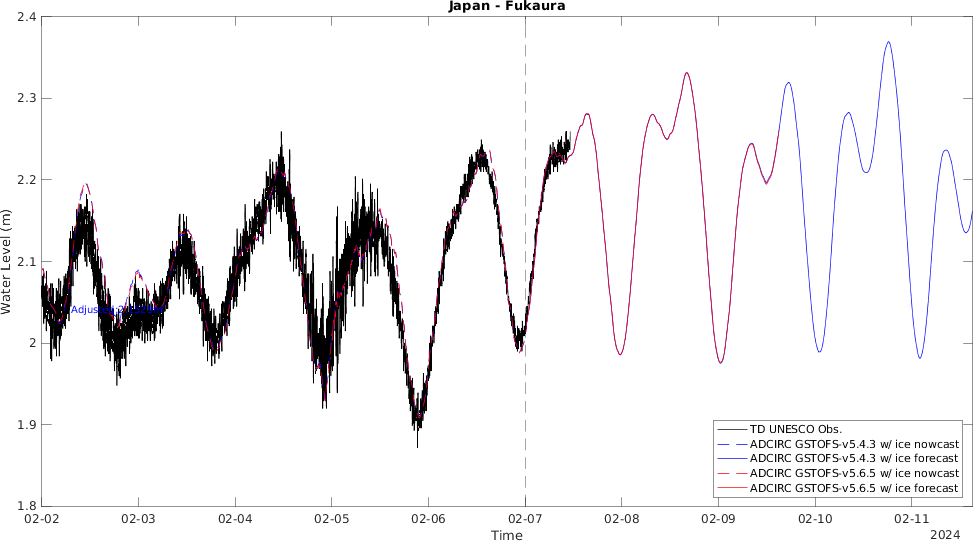 Japan - Fukaura
Water Level (m)
2.4
2.3
2.2
2.1
2
1.9
1.8
TD UNESCO Obs.
ADCIRC GSTOFS-v5.4.3 w/ ice nowcast
ADCIRC GSTOFS-v5.4.3 w/ ice forecast
ADCIRC GSTOFS-v5.6.5 w/ ice nowcast
ADCIRC GSTOFS-v5.6.5 w/ ice forecast
02-02 02-03 02-04 02-05 02-06 02-07 02-08 02-09 02-10 02-11
Time
2024